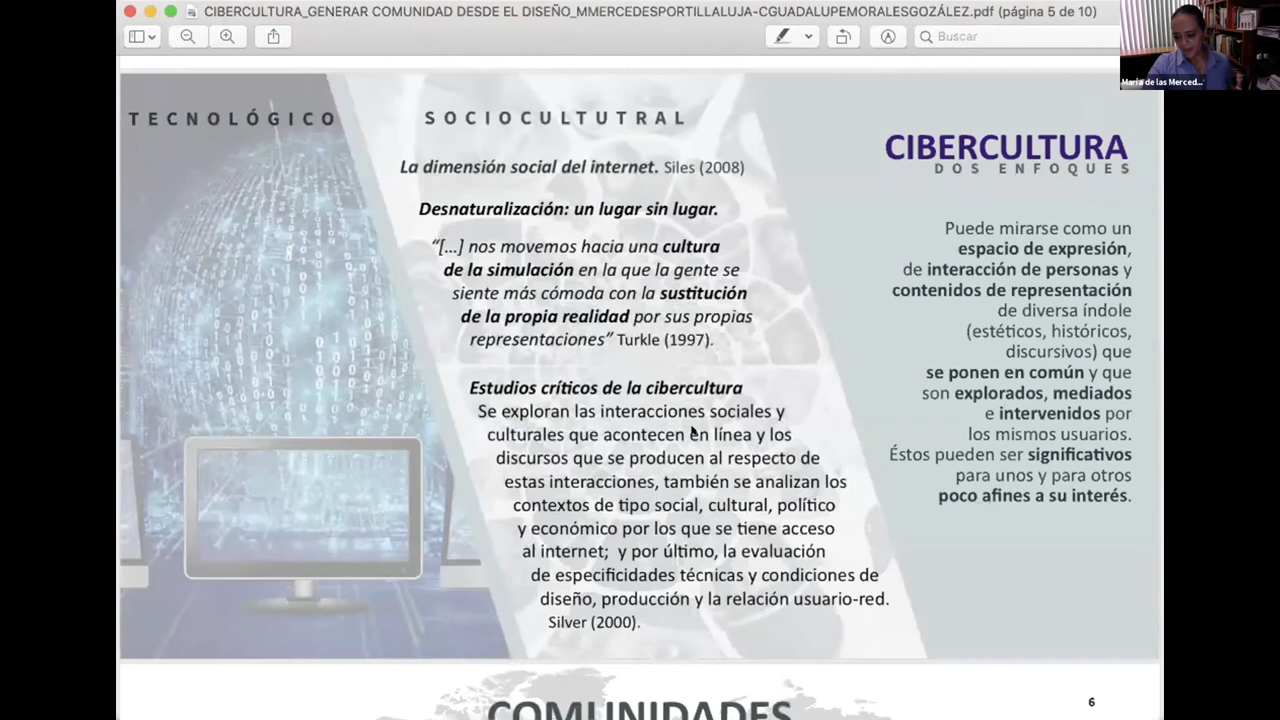 CIBERCULTURA_GENERAR COMUNIDAD DESDE EL DISEÑO_MMERCEDESPORTILLALUJA-CGUADALUPEMORALESGOZÁLEZ.pdf (página 5 de 10)
Buscar
María de las Merced...
TECNOLÓGICO
SOCIOCULTUTRAL
La dimensión social del internet. Siles (2008)
Desnaturalización: un lugar sin lugar.
“[...] nos movemos hacia una cultura
de la simulación en la que la gente se
siente más cómoda con la sustitución
de la propia realidad por sus propias
representaciones” Turkle (1997).
Estudios críticos de la cibercultura
Se exploran las interacciones sociales y
culturales que acontecen en línea y los
discursos que se producen al respecto de
estas interacciones, también se analizan los
contextos de tipo social, cultural, político
y económico por los que se tiene acceso
al internet; y por último, la evaluación
de especificidades técnicas y condiciones de
diseño, producción y la relación usuario-red.
Silver (2000).
CIBERCULTURA
DOS ENFOQUES
Puede mirarse como un
espacio de expresión,
de interacción de personas y
contenidos de representación
de diversa índole
(estéticos, históricos,
discursivos) que
se ponen en común y que
son explorados, mediados
e intervenidos por
los mismos usuarios.
Éstos pueden ser significativos
para unos y para otros
poco afines a su interés.
COMUNIDADES
6